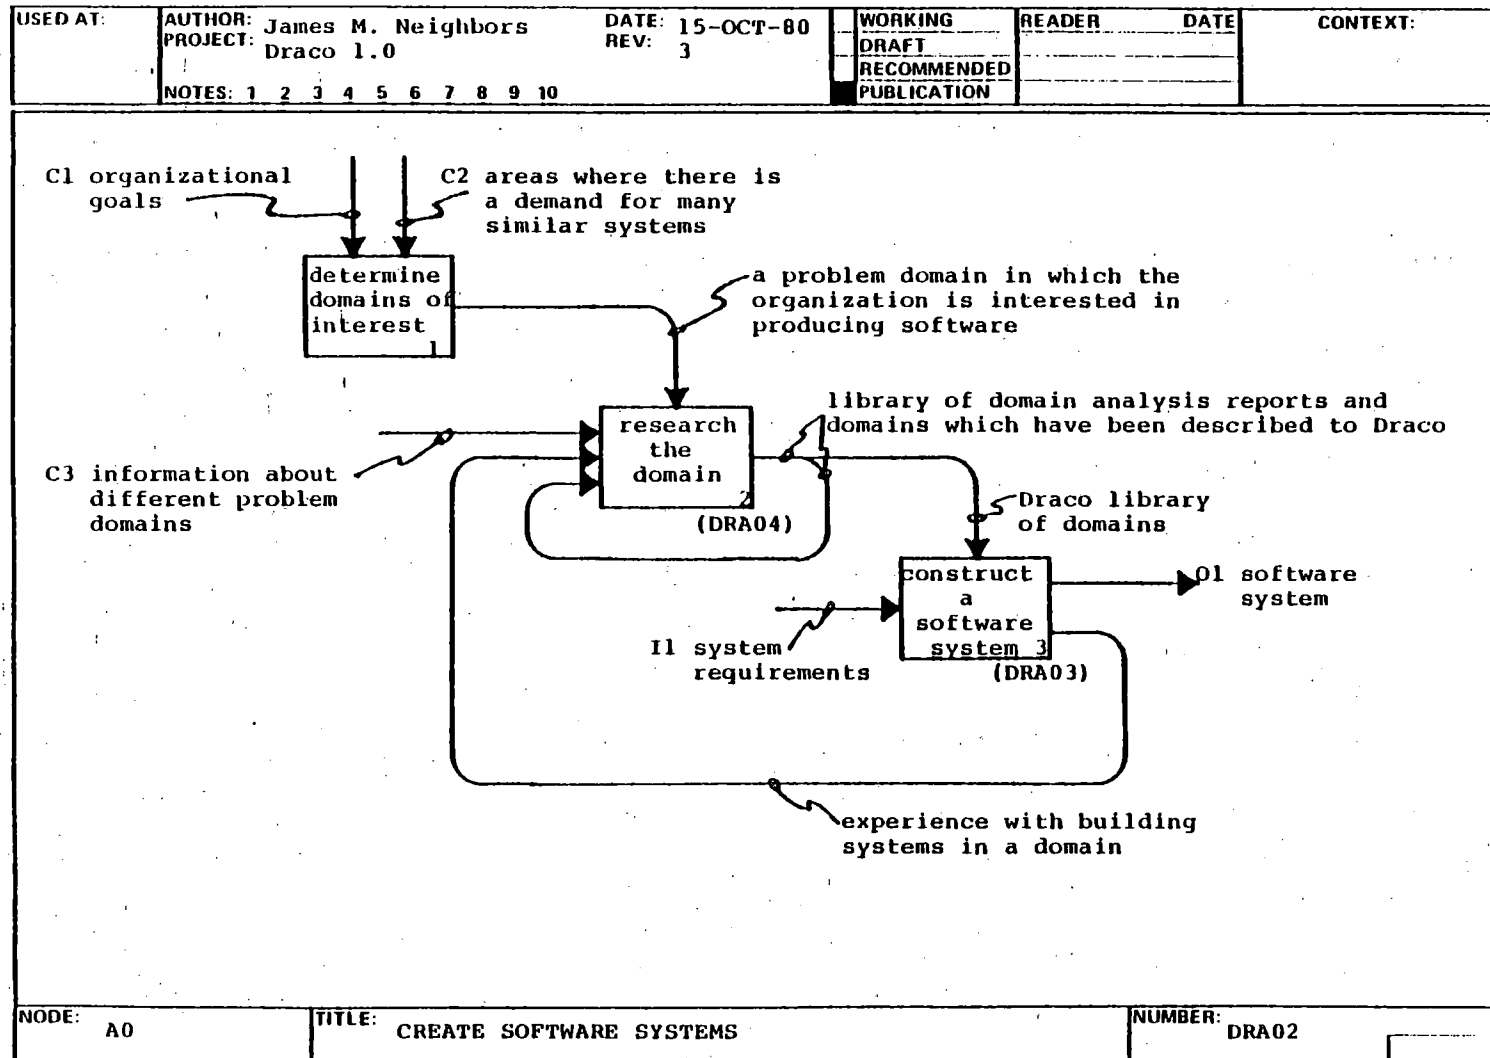 USED AT:
AUTHOR: James M. Neighbors
PROJECT: Draco 1.0
DATE: 15-OCT-80
REV: 3
NOTES: 1 2 3 4 5 6 7 8 9 10
WORKING
DRAFT
RECOMMENDED
PUBLICATION
READER DATE
CONTEXT:
C1 organizational
goals
C2 areas where there is
a demand for many
similar systems
determine
domains of
interest
1
a problem domain in which the
organization is interested in
producing software
library of domain analysis reports and
domains which have been described to Draco
research
the
domain
2
(DRA04)
C3 information about
different problem
domains
Draco library
of domains
construct
a
software
system 3
(DRA03)
O1 software
system
I1 system
requirements
experience with building
systems in a domain
NODE: A0
TITLE: CREATE SOFTWARE SYSTEMS
NUMBER: DRA02